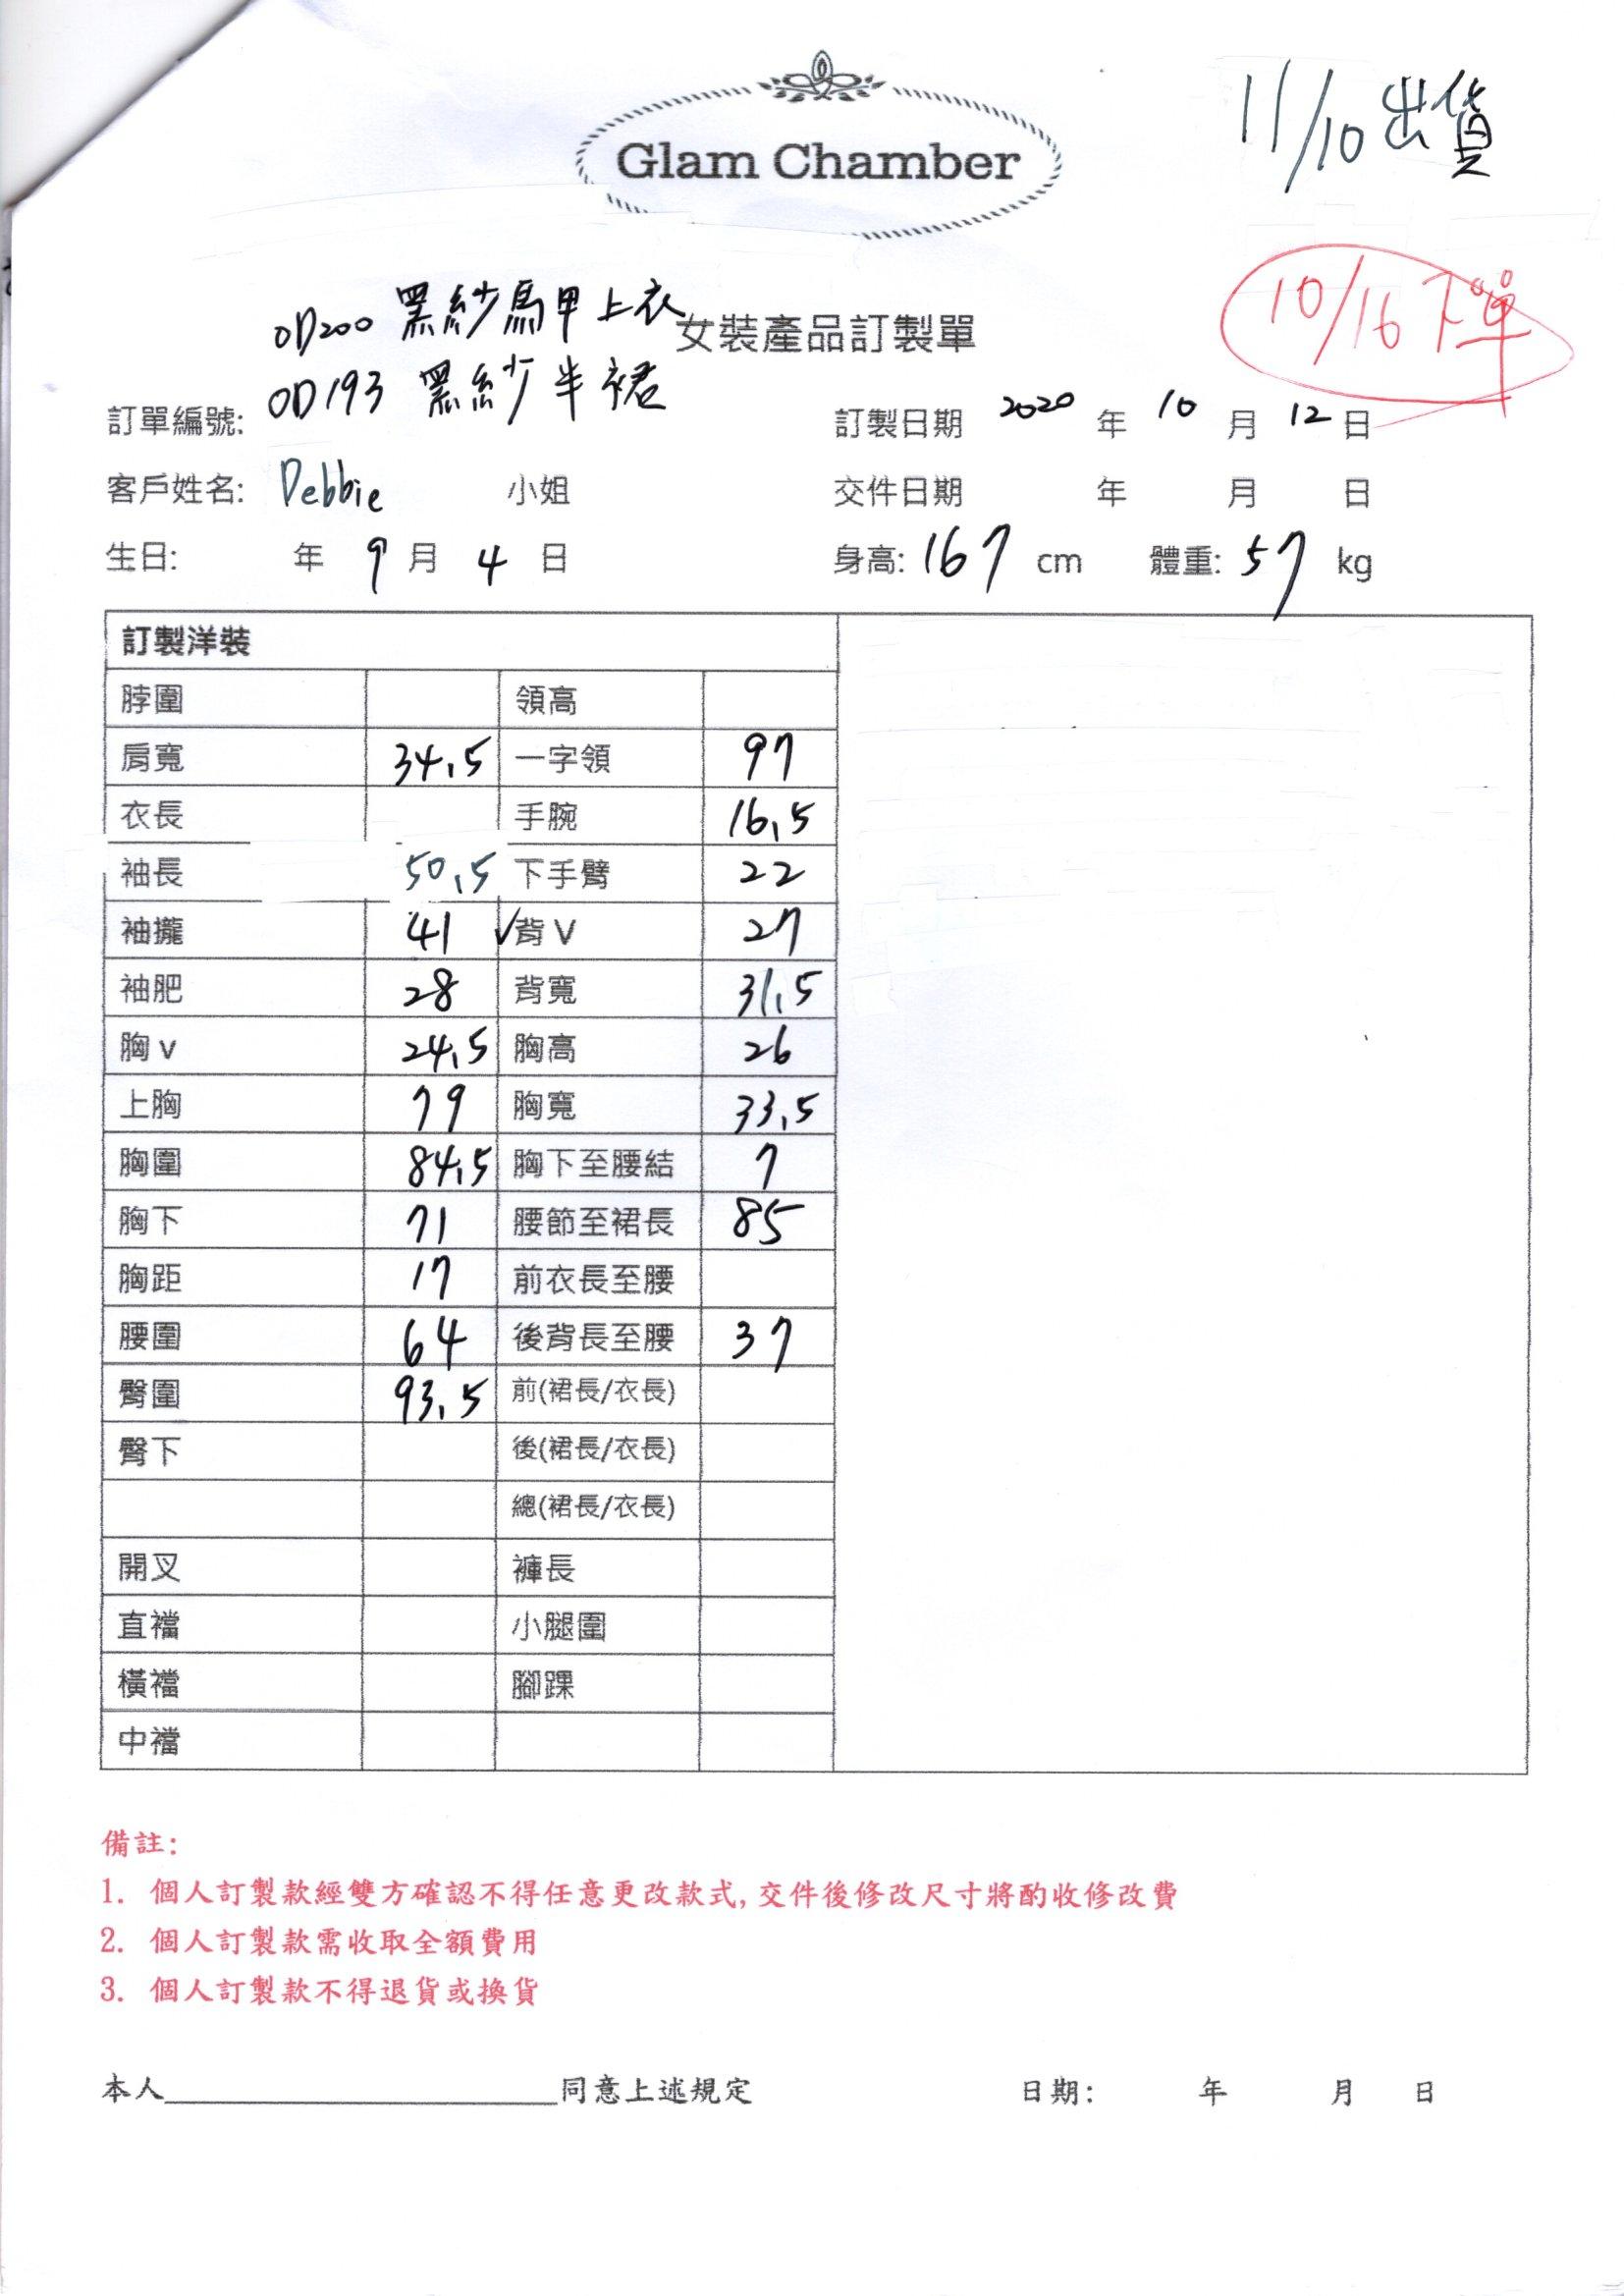 11/10 出貨
Glam Chamber
10/16 下單
OD200 黑紗馬甲上衣
女裝產品訂製單
OD193 黑紗半裙
訂單編號: 訂製日期 2020 年 10 月 12 日
客戶姓名: Debbie 小姐 交件日期 年 月 日
生日: 年 9 月 4 日 身高: 167 cm 體重: 57 kg
訂製洋裝
脖圍 領高
肩寬 34.5 一字領 97
衣長 手腕 16.5
袖長 50.5 下手臂 22
袖攏 41 ✓背 V 27
袖肥 28 背寬 31.5
胸 v 24.5 胸高 26
上胸 79 胸寬 33.5
胸圍 84.5 胸下至腰結 7
胸下 71 腰節至裙長 85
胸距 17 前衣長至腰
腰圍 64 後背長至腰 37
臀圍 93.5 前(裙長/衣長)
臀下 後(裙長/衣長)
總(裙長/衣長)
開叉 褲長
直襠 小腿圍
橫襠 腳踝
中襠
備註:
1. 個人訂製款經雙方確認不得任意更改款式, 交件後修改尺寸將酌收修改費
2. 個人訂製款需收取全額費用
3. 個人訂製款不得退貨或換貨
本人____________________同意上述規定 日期: 年 月 日